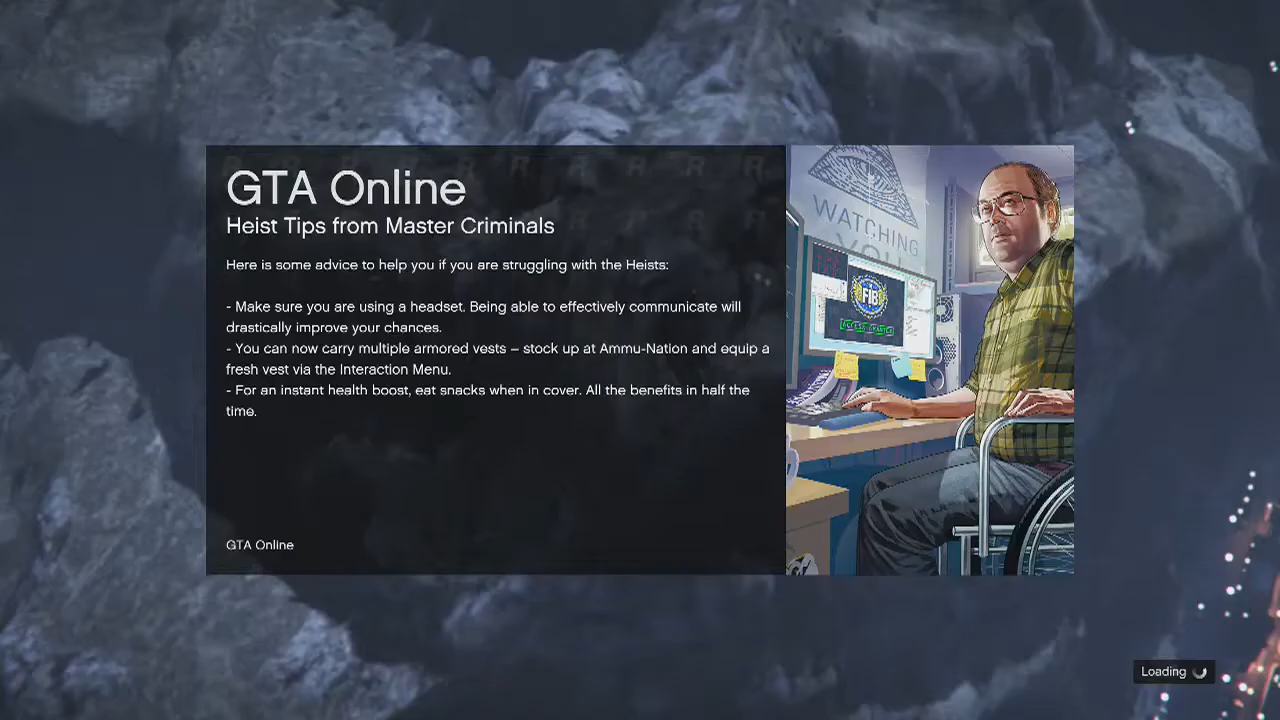 GTA Online
Heist Tips from Master Criminals
Here is some advice to help you if you are struggling with the Heists:
- Make sure you are using a headset. Being able to effectively communicate will
drastically improve your chances.
- You can now carry multiple armored vests – stock up at Ammu-Nation and equip a
fresh vest via the Interaction Menu.
- For an instant health boost, eat snacks when in cover. All the benefits in half the
time.
GTA Online
WATCHING
YOU
FIB
ACCESS GRANTED
Loading